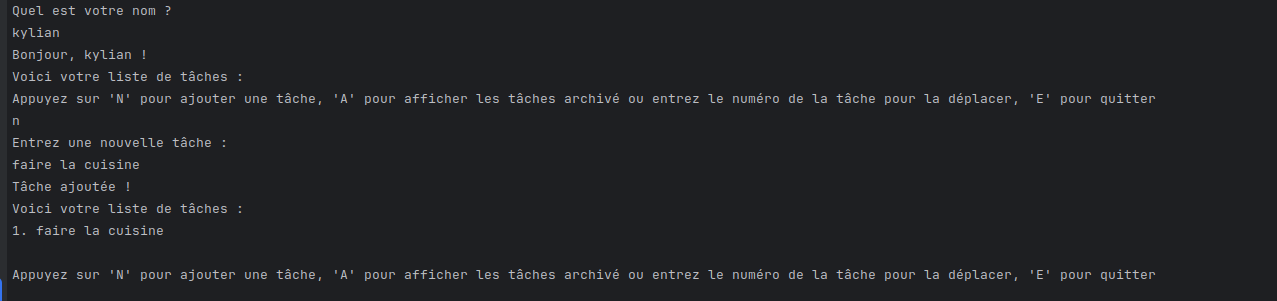 Quel est votre nom ?
kylian
Bonjour, kylian !
Voici votre liste de tâches :
Appuyez sur 'N' pour ajouter une tâche, 'A' pour afficher les tâches archivé ou entrez le numéro de la tâche pour la déplacer, 'E' pour quitter
n
Entrez une nouvelle tâche :
faire la cuisine
Tâche ajoutée !
Voici votre liste de tâches :
1. faire la cuisine
Appuyez sur 'N' pour ajouter une tâche, 'A' pour afficher les tâches archivé ou entrez le numéro de la tâche pour la déplacer, 'E' pour quitter